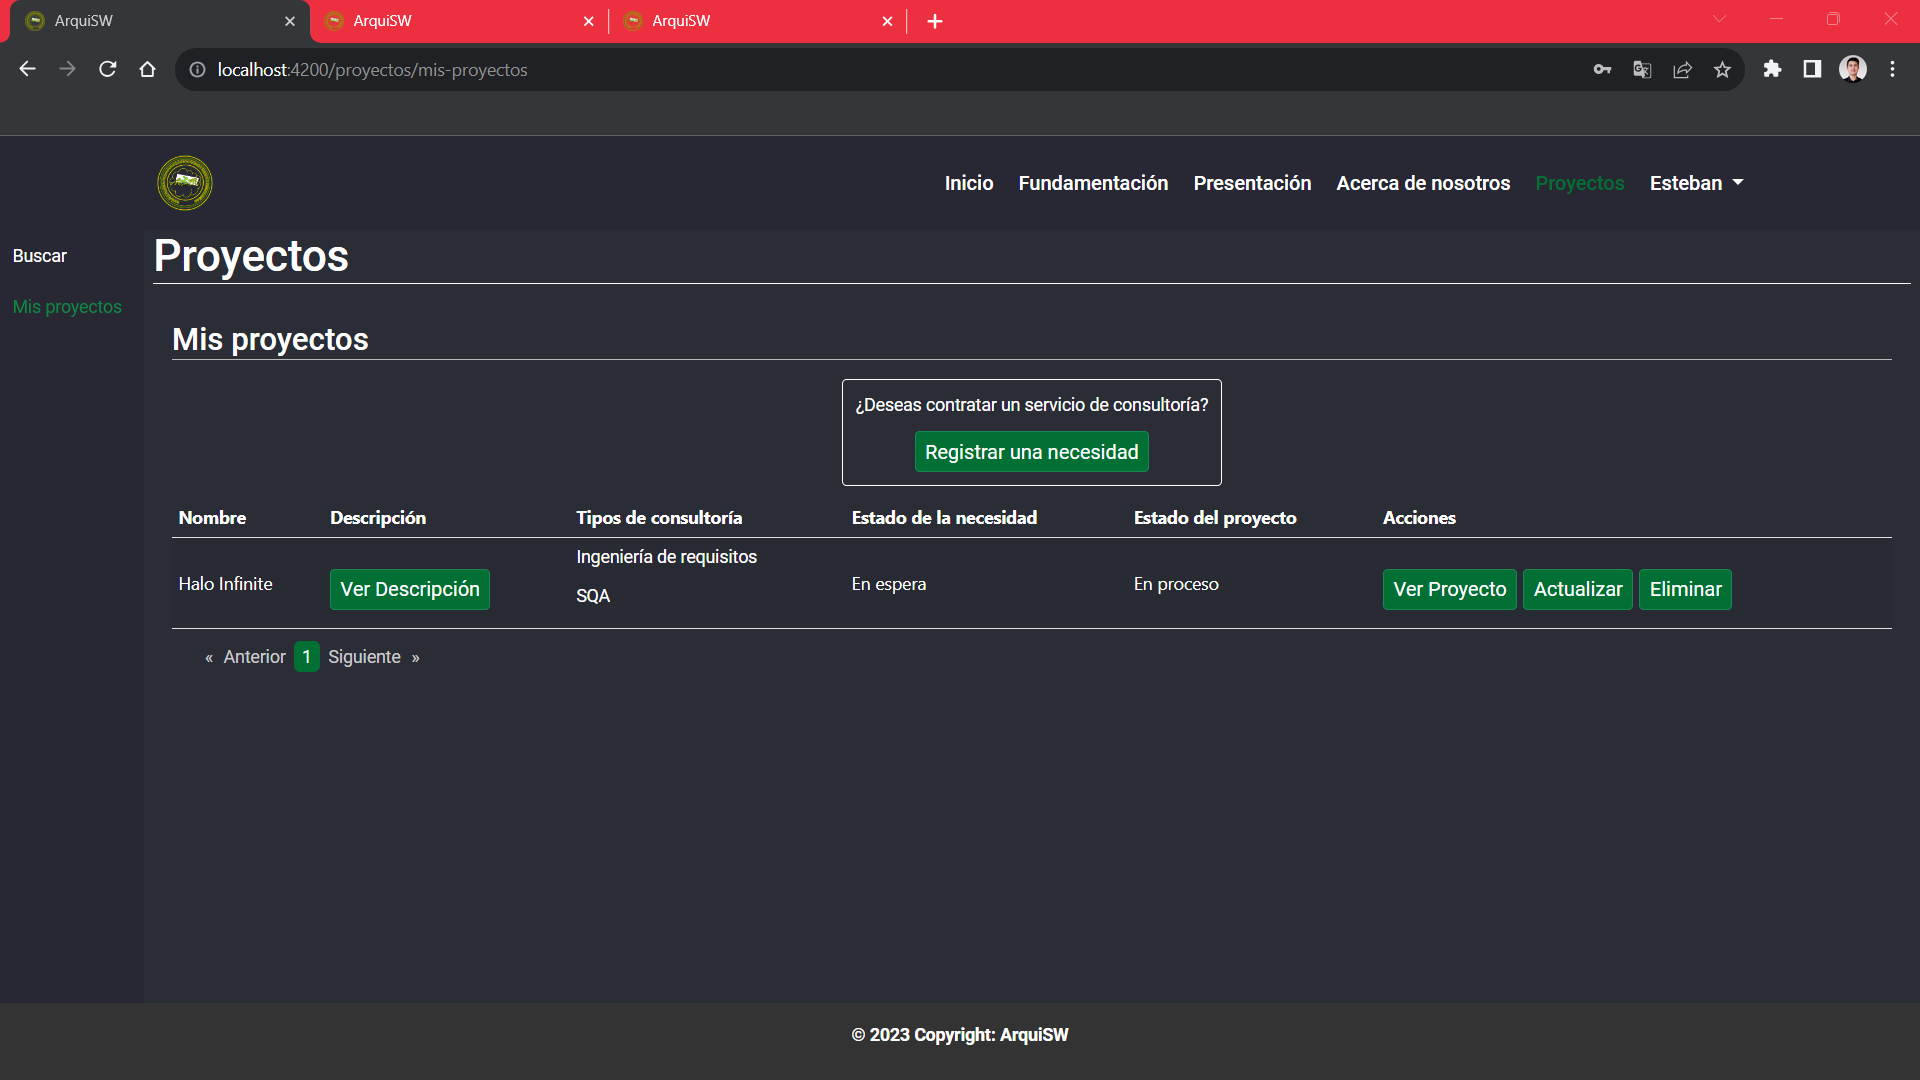 ArquiSW
ArquiSW
ArquiSW
localhost:4200/proyectos/mis-proyectos
Inicio Fundamentación Presentación Acerca de nosotros Proyectos Esteban
Buscar
Mis proyectos
Proyectos
Mis proyectos
¿Deseas contratar un servicio de consultoría?
Registrar una necesidad
Nombre Descripción Tipos de consultoría Estado de la necesidad Estado del proyecto Acciones
Halo Infinite Ver Descripción Ingeniería de requisitos
SQA
En espera En proceso Ver Proyecto Actualizar Eliminar
« Anterior 1 Siguiente »
© 2023 Copyright: ArquiSW